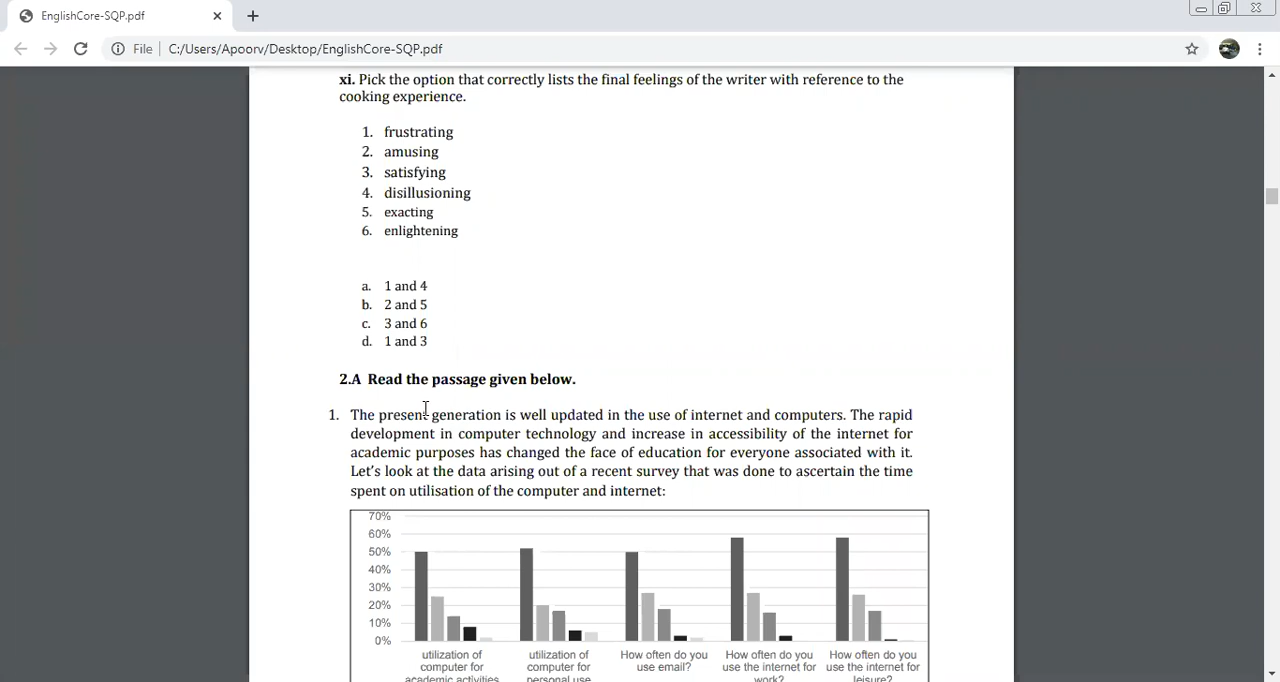 EnglishCore-SQP.pdf
File | C:/Users/Apoorv/Desktop/EnglishCore-SQP.pdf
xi. Pick the option that correctly lists the final feelings of the writer with reference to the
cooking experience.
1. frustrating
2. amusing
3. satisfying
4. disillusioning
5. exacting
6. enlightening
a. 1 and 4
b. 2 and 5
c. 3 and 6
d. 1 and 3
2.A Read the passage given below.
1. The present generation is well updated in the use of internet and computers. The rapid
development in computer technology and increase in accessibility of the internet for
academic purposes has changed the face of education for everyone associated with it.
Let's look at the data arising out of a recent survey that was done to ascertain the time
spent on utilisation of the computer and internet:
70%
60%
50%
40%
30%
20%
10%
0%
utilization of computer for academic activities
utilization of computer for personal use
How often do you use email?
How often do you use the internet for work?
How often do you use the internet for leisure?